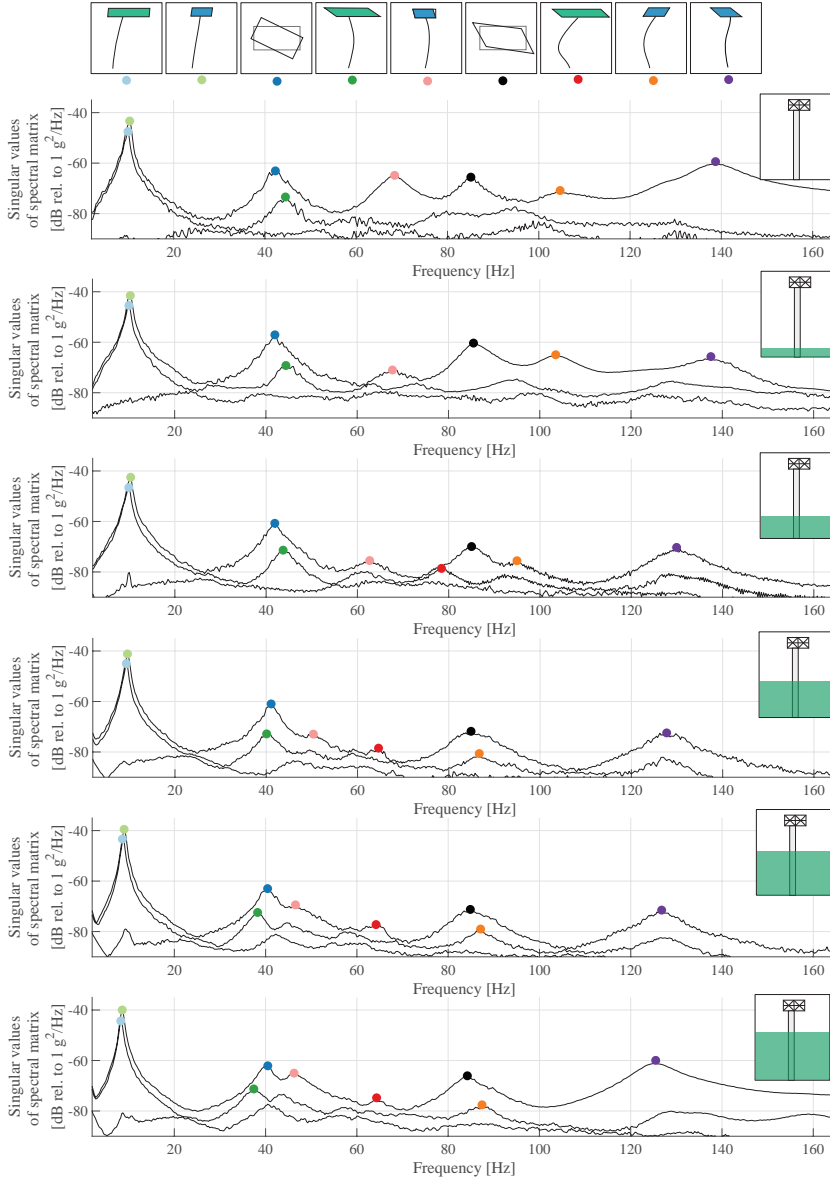 Singular values
of spectral matrix
[dB rel. to 1 g²/Hz]
-40
-60
-80
20 40 60 80 100 120 140 160
Frequency [Hz]
Singular values
of spectral matrix
[dB rel. to 1 g²/Hz]
-40
-60
-80
20 40 60 80 100 120 140 160
Frequency [Hz]
Singular values
of spectral matrix
[dB rel. to 1 g²/Hz]
-40
-60
-80
20 40 60 80 100 120 140 160
Frequency [Hz]
Singular values
of spectral matrix
[dB rel. to 1 g²/Hz]
-40
-60
-80
20 40 60 80 100 120 140 160
Frequency [Hz]
Singular values
of spectral matrix
[dB rel. to 1 g²/Hz]
-40
-60
-80
20 40 60 80 100 120 140 160
Frequency [Hz]
Singular values
of spectral matrix
[dB rel. to 1 g²/Hz]
-40
-60
-80
20 40 60 80 100 120 140 160
Frequency [Hz]